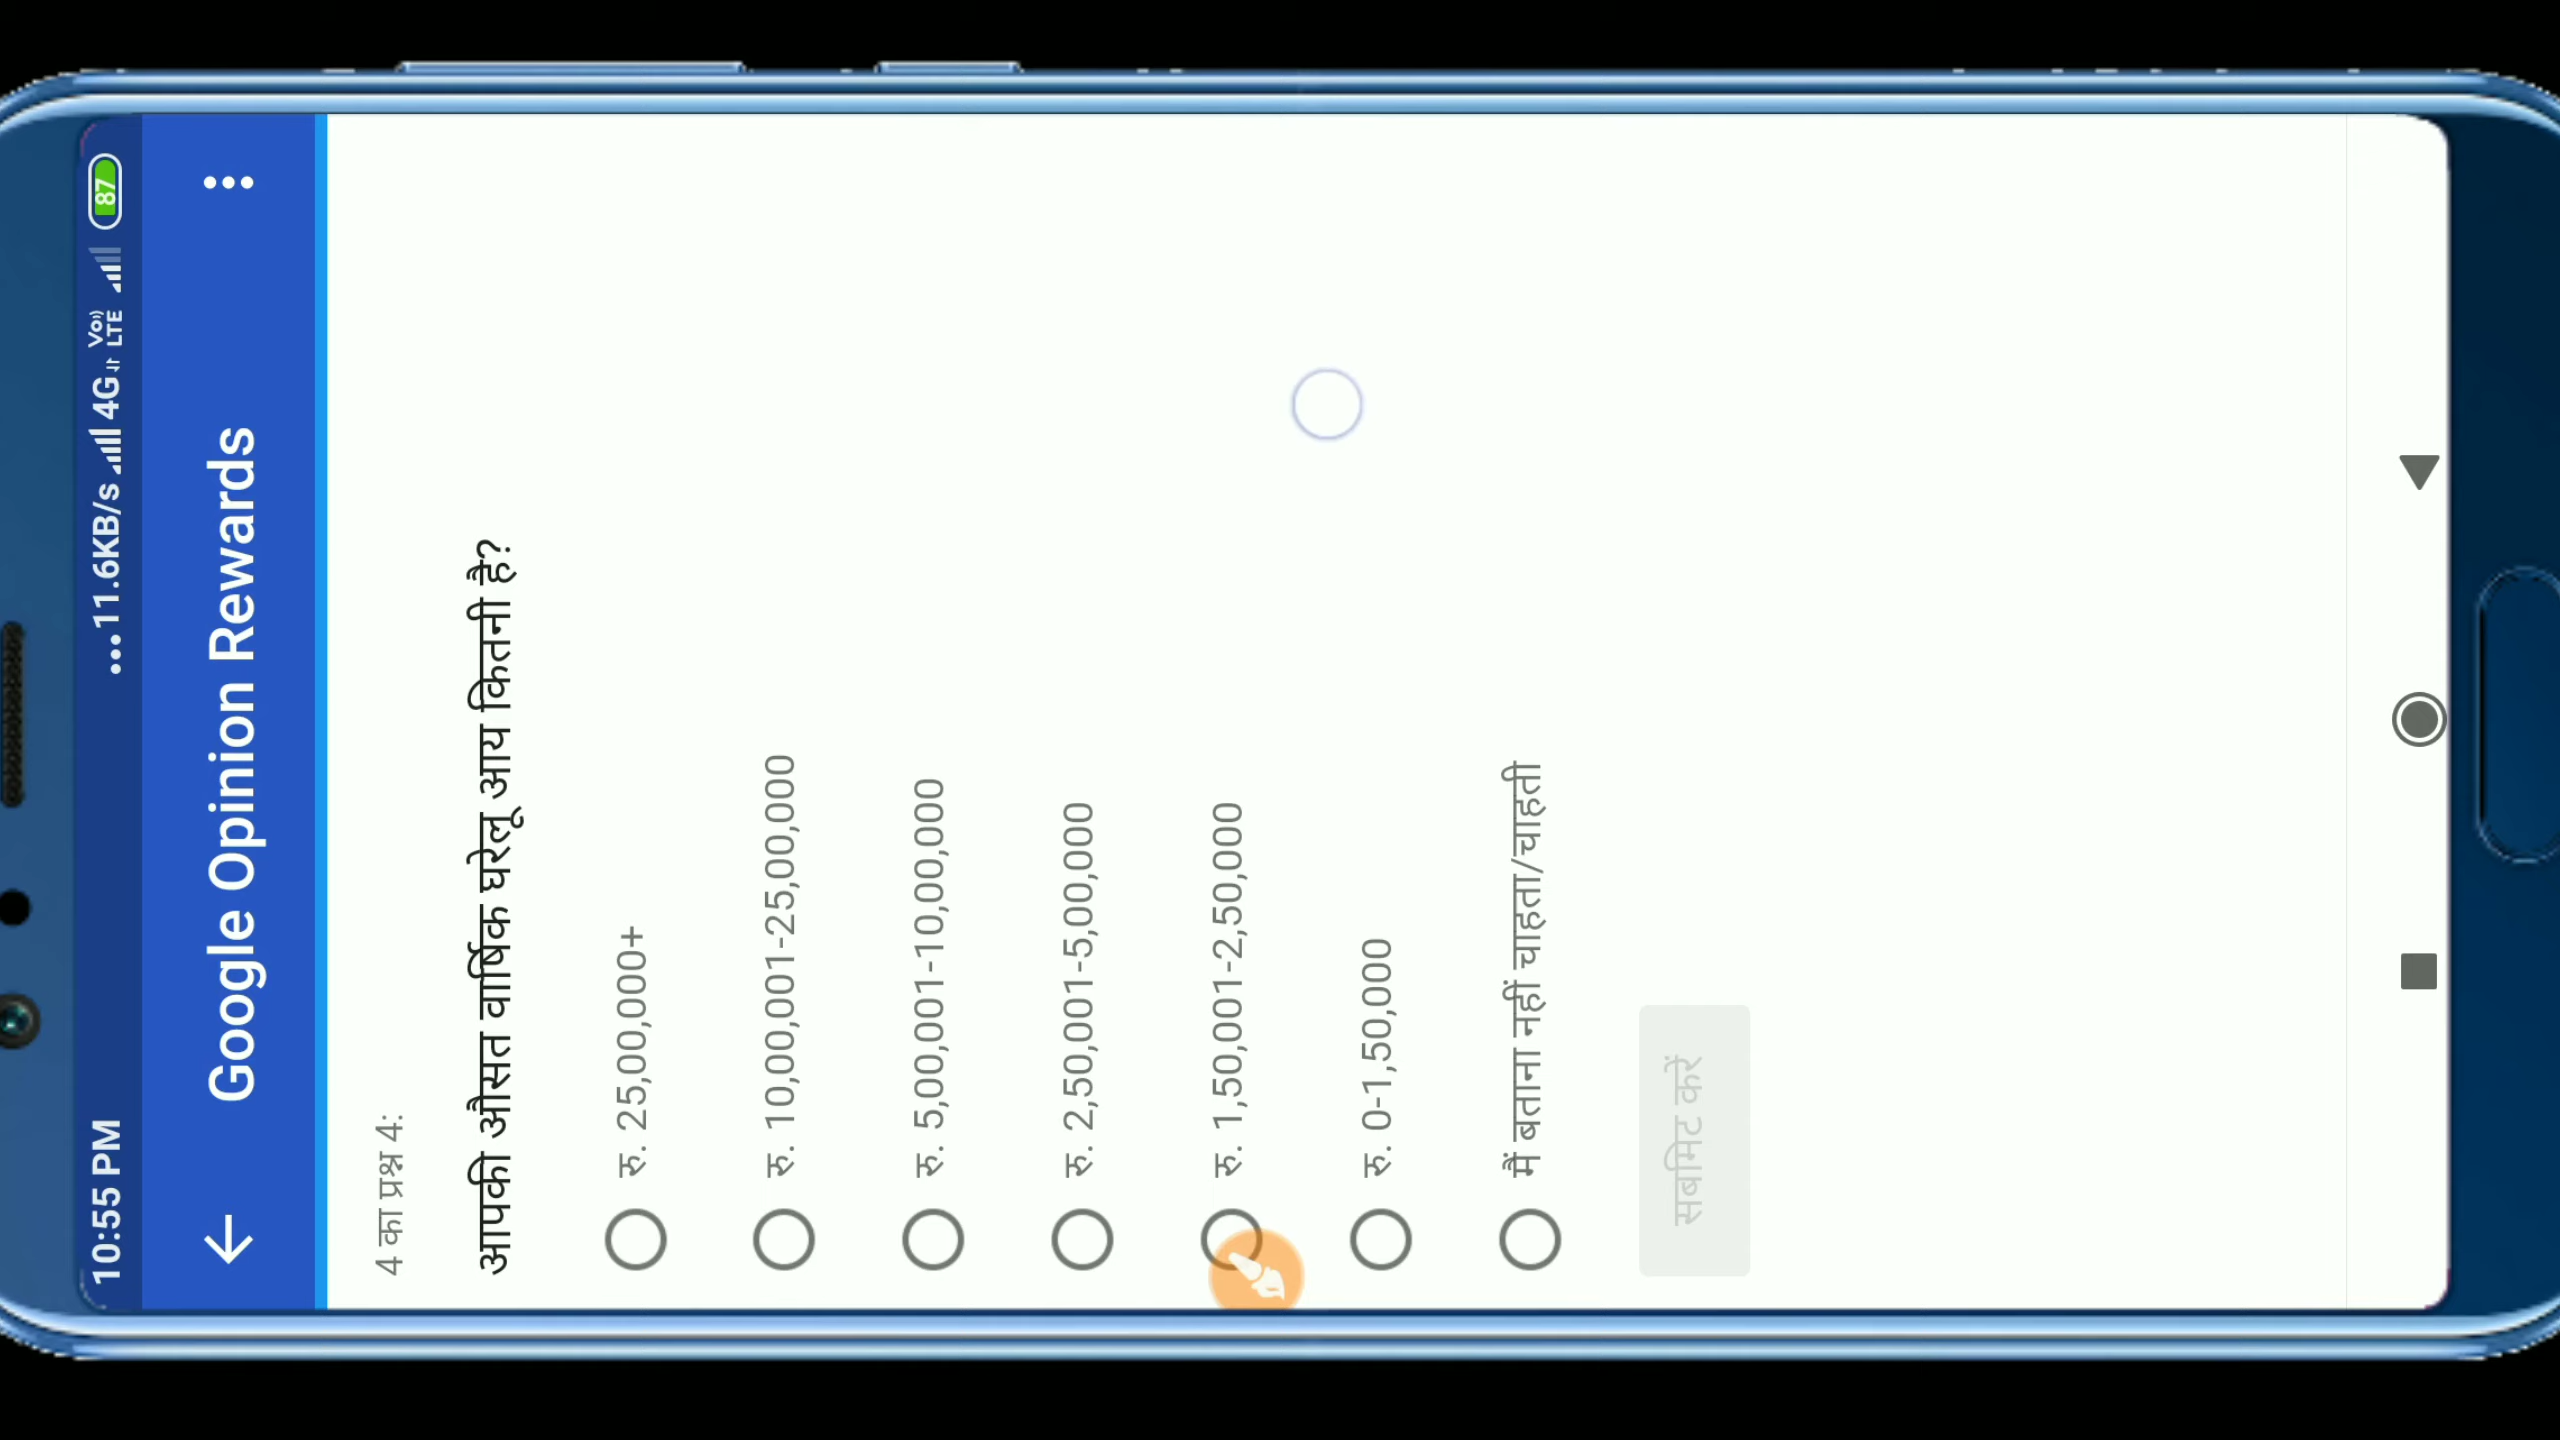 10:55 PM ...11.6KB/s 4G Vo)) LTE 87
Google Opinion Rewards
4 का प्रश्न 4:
आपकी औसत वार्षिक घरेलू आय कितनी है?
रु. 25,00,000+
रु. 10,00,001-25,00,000
रु. 5,00,001-10,00,000
रु. 2,50,001-5,00,000
रु. 1,50,001-2,50,000
रु. 0-1,50,000
मैं बताना नहीं चाहता/चाहती
सबमिट करें